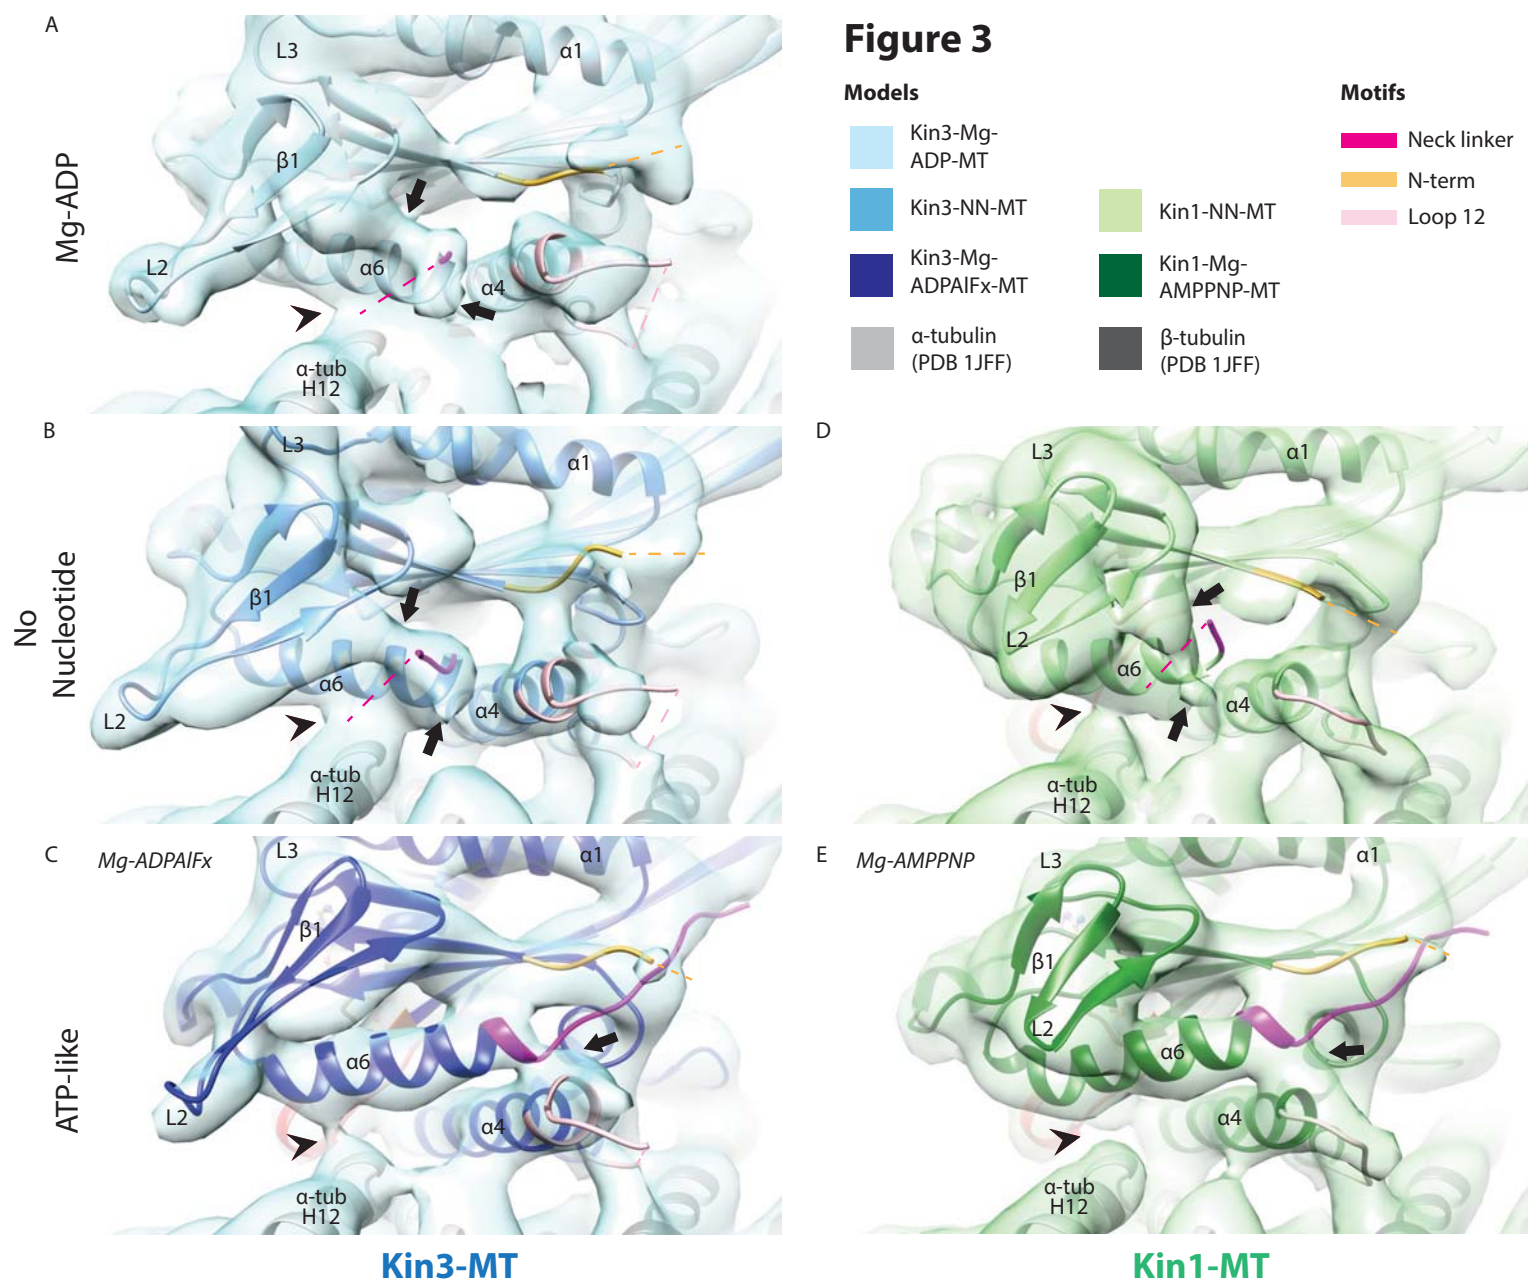 Figure 3
Models
Motifs
Kin3-Mg-
ADP-MT
Kin3-NN-MT
Kin3-Mg-
ADPAlFx-MT
α-tubulin
(PDB 1JFF)
Kin1-NN-MT
Kin1-Mg-
AMPPNP-MT
β-tubulin
(PDB 1JFF)
Neck linker
N-term
Loop 12
A
Mg-ADP
L3
α1
β1
L2
α6
α4
α-tub
H12
B
No
Nucleotide
L3
α1
β1
L2
α6
α4
α-tub
H12
D
L3
α1
β1
L2
α6
α4
α-tub
H12
C
Mg-ADPAlFx
ATP-like
L3
α1
β1
L2
α6
α4
α-tub
H12
E
Mg-AMPPNP
L3
α1
β1
L2
α6
α4
α-tub
H12
Kin3-MT
Kin1-MT